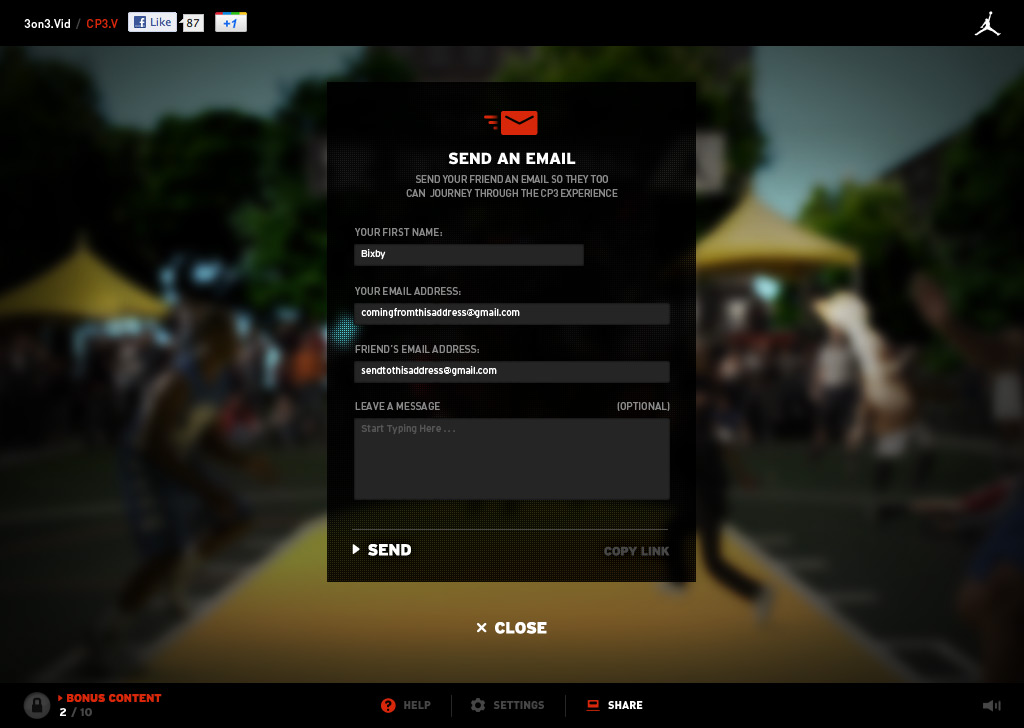 3on3.Vid / CP3.V
Like 87
+1
SEND AN EMAIL
SEND YOUR FRIEND AN EMAIL SO THEY TOO
CAN JOURNEY THROUGH THE CP3 EXPERIENCE
YOUR FIRST NAME:
Bixby
YOUR EMAIL ADDRESS:
comingfromthisaddress@gmail.com
FRIEND'S EMAIL ADDRESS:
sendtothisaddress@gmail.com
LEAVE A MESSAGE (OPTIONAL)
Start Typing Here . . .
SEND COPY LINK
× CLOSE
BONUS CONTENT
2 / 10
? HELP SETTINGS SHARE